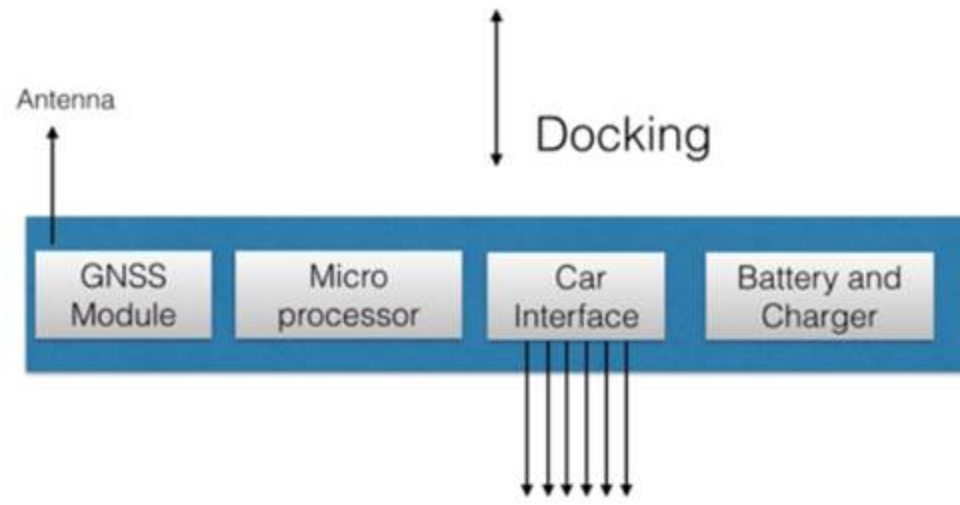 Antenna
Docking
GNSS
Module
Micro
processor
Car
Interface
Battery and
Charger